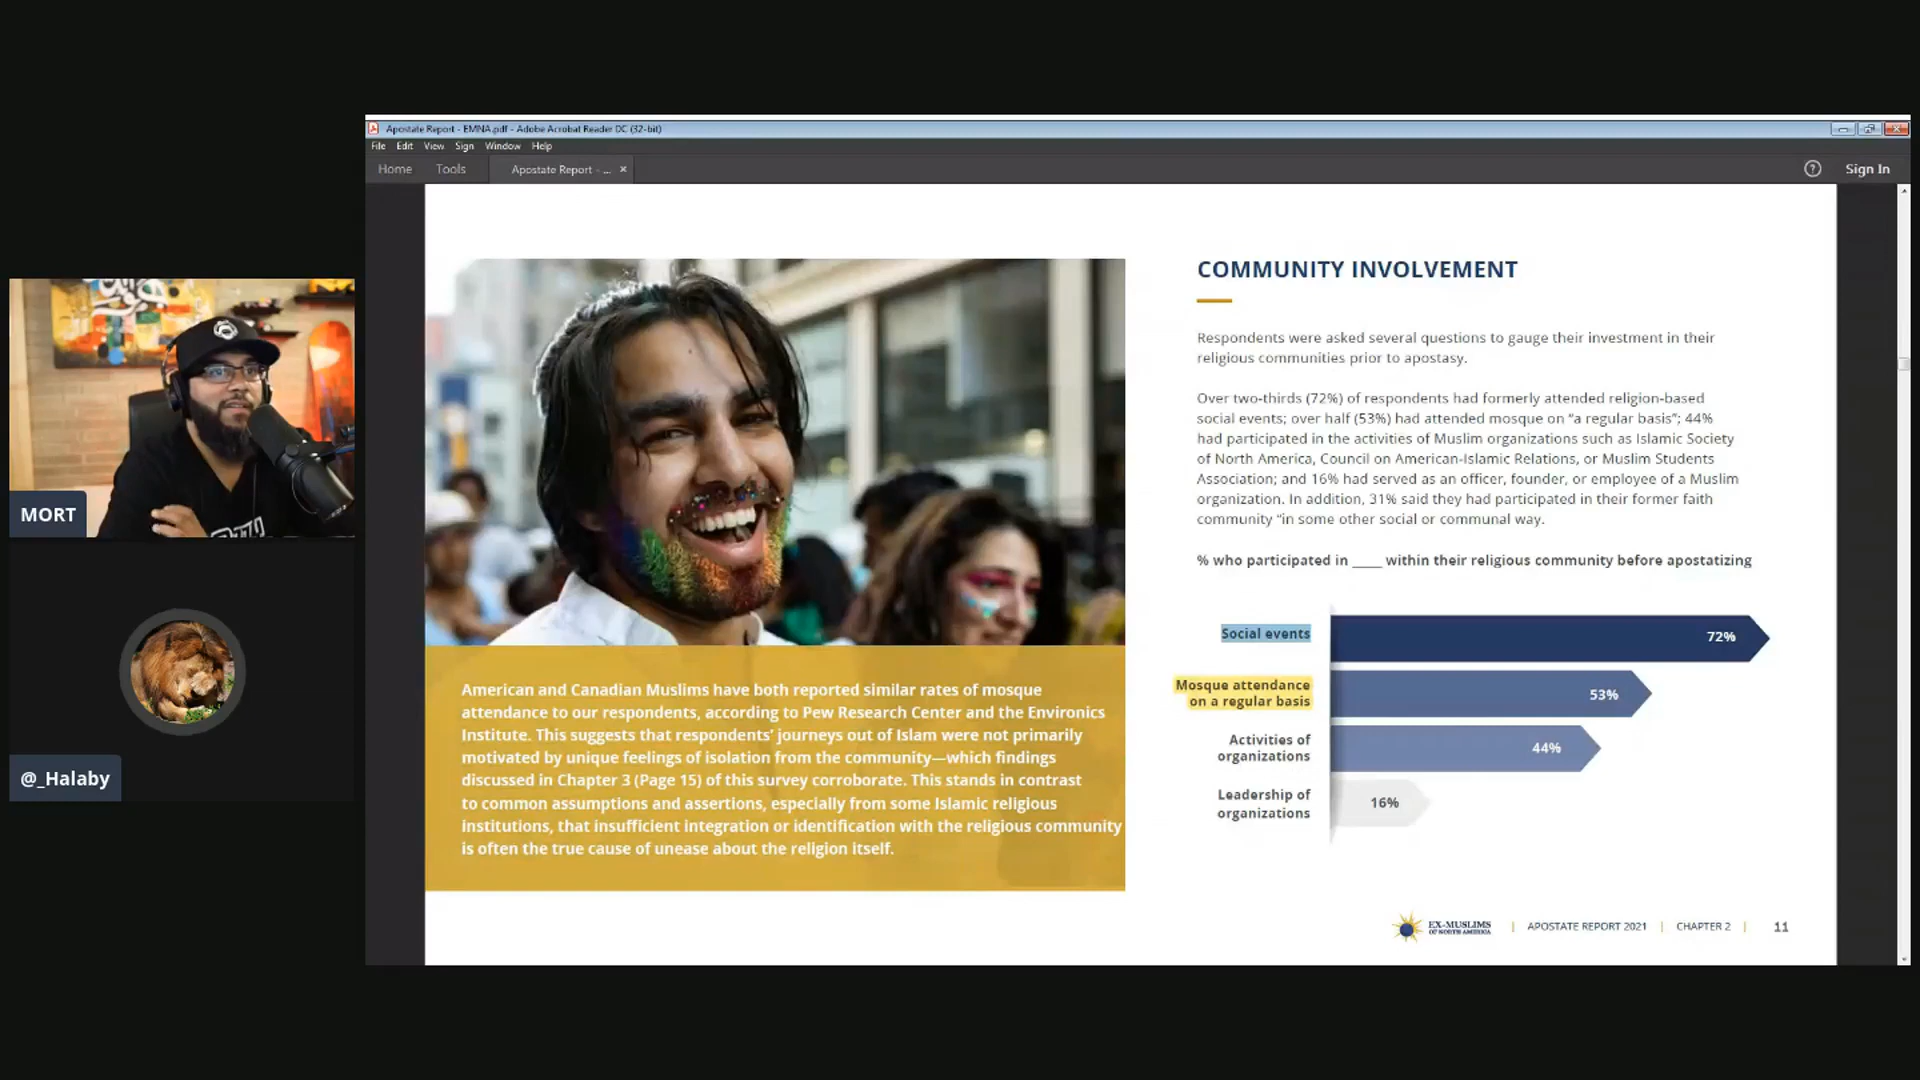 Apostate Report - EMNA.pdf - Adobe Acrobat Reader DC (32-bit)
File Edit View Sign Window Help
Home Tools Apostate Report - ... × ? Sign In
MORT
@_Halaby
American and Canadian Muslims have both reported similar rates of mosque
attendance to our respondents, according to Pew Research Center and the Environics
Institute. This suggests that respondents' journeys out of Islam were not primarily
motivated by unique feelings of isolation from the community—which findings
discussed in Chapter 3 (Page 15) of this survey corroborate. This stands in contrast
to common assumptions and assertions, especially from some Islamic religious
institutions, that insufficient integration or identification with the religious community
is often the true cause of unease about the religion itself.
COMMUNITY INVOLVEMENT
Respondents were asked several questions to gauge their investment in their
religious communities prior to apostasy.
Over two-thirds (72%) of respondents had formerly attended religion-based
social events; over half (53%) had attended mosque on “a regular basis”; 44%
had participated in the activities of Muslim organizations such as Islamic Society
of North America, Council on American-Islamic Relations, or Muslim Students
Association; and 16% had served as an officer, founder, or employee of a Muslim
organization. In addition, 31% said they had participated in their former faith
community “in some other social or communal way.
% who participated in ____ within their religious community before apostatizing
Social events 72%
Mosque attendance
on a regular basis 53%
Activities of
organizations 44%
Leadership of
organizations 16%
EX-MUSLIMS
OF NORTH AMERICA
| APOSTATE REPORT 2021 | CHAPTER 2 | 11